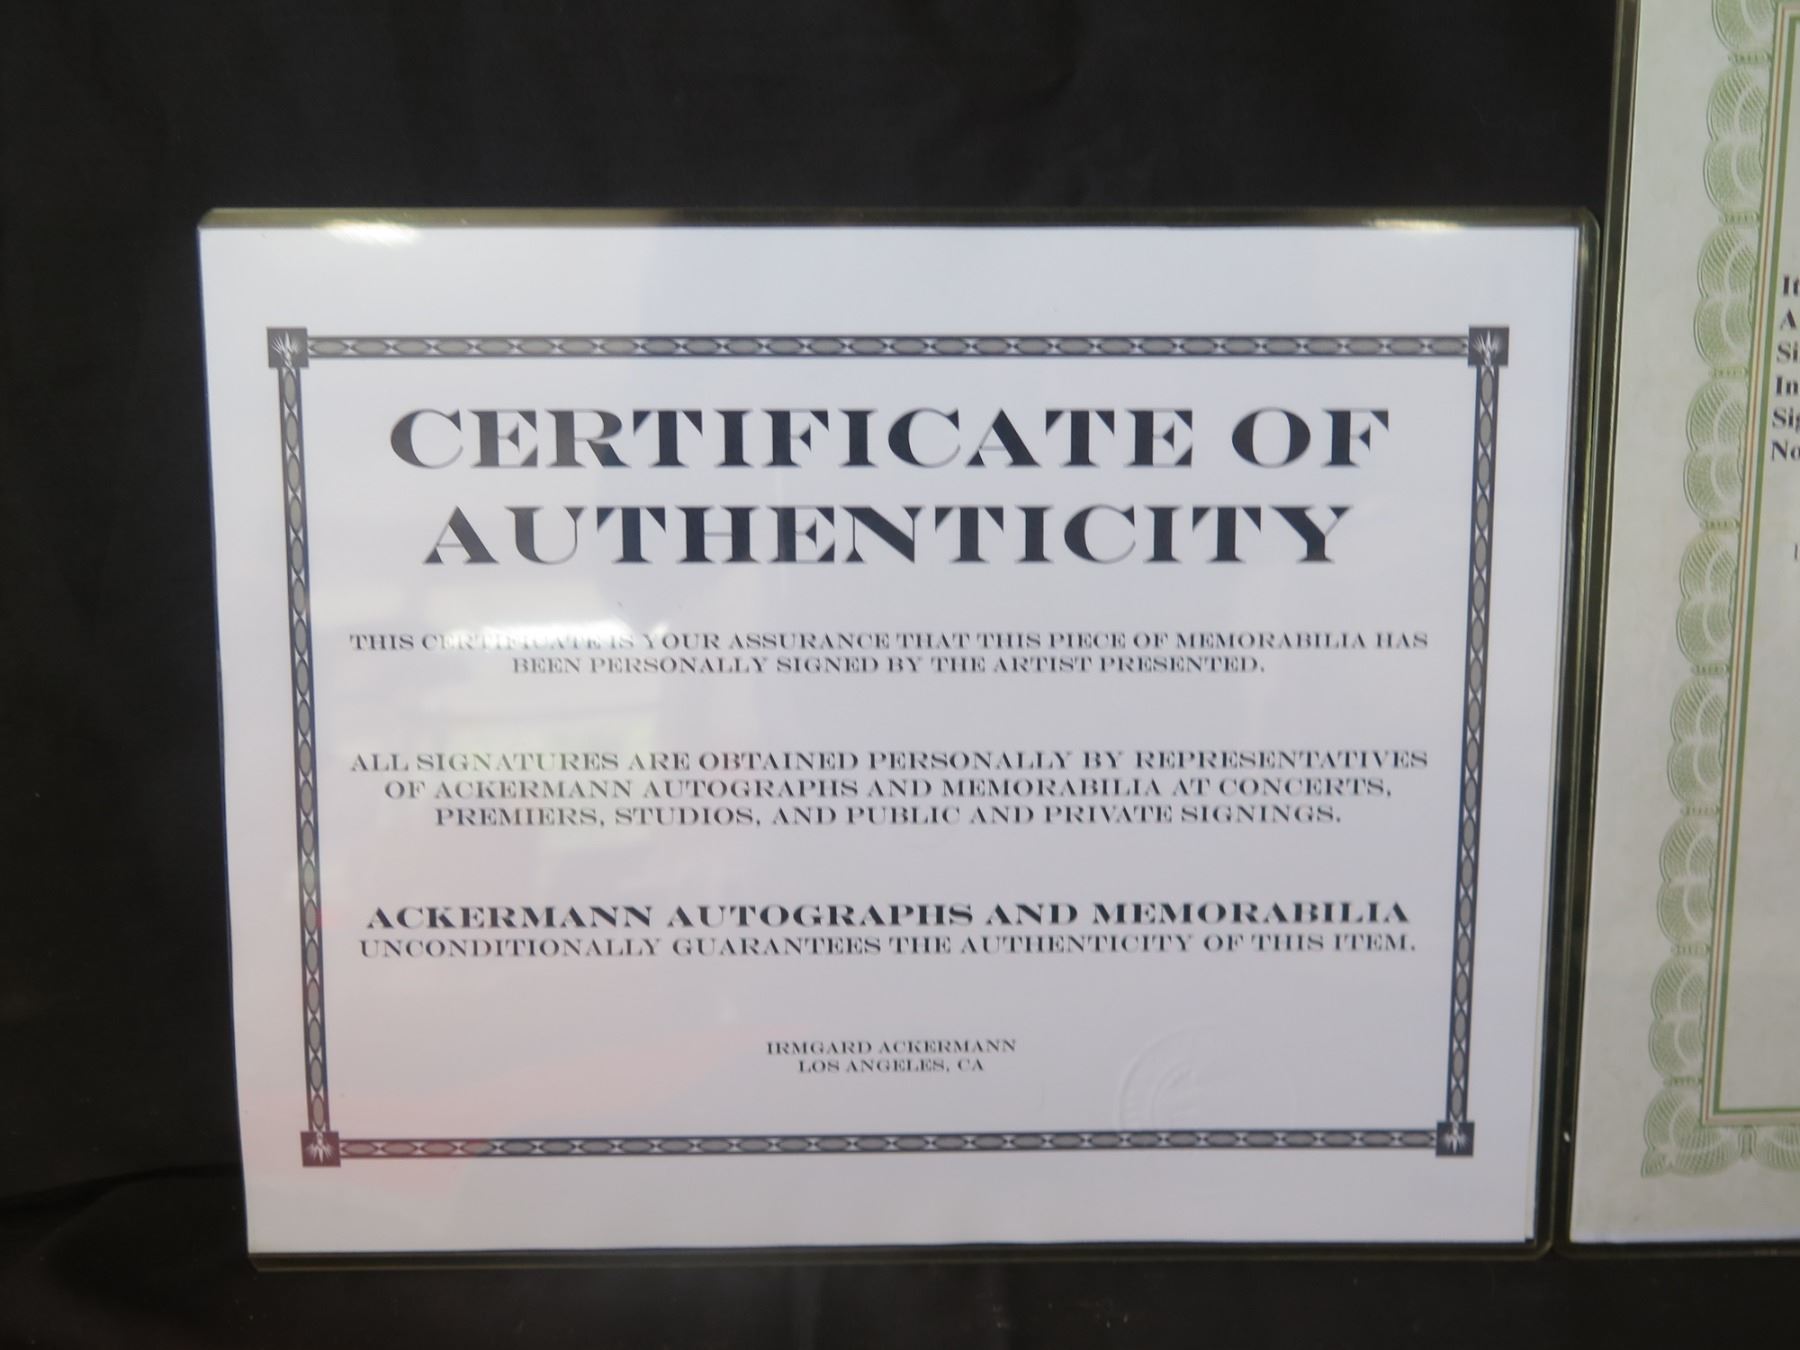 CERTIFICATE OF
AUTHENTICITY
THIS CERTIFICATE IS YOUR ASSURANCE THAT THIS PIECE OF MEMORABILIA HAS
BEEN PERSONALLY SIGNED BY THE ARTIST PRESENTED.
ALL SIGNATURES ARE OBTAINED PERSONALLY BY REPRESENTATIVES
OF ACKERMANN AUTOGRAPHS AND MEMORABILIA AT CONCERTS,
PREMIERS, STUDIOS, AND PUBLIC AND PRIVATE SIGNINGS.
ACKERMANN AUTOGRAPHS AND MEMORABILIA
UNCONDITIONALLY GUARANTEES THE AUTHENTICITY OF THIS ITEM.
IRMGARD ACKERMANN
LOS ANGELES, CA